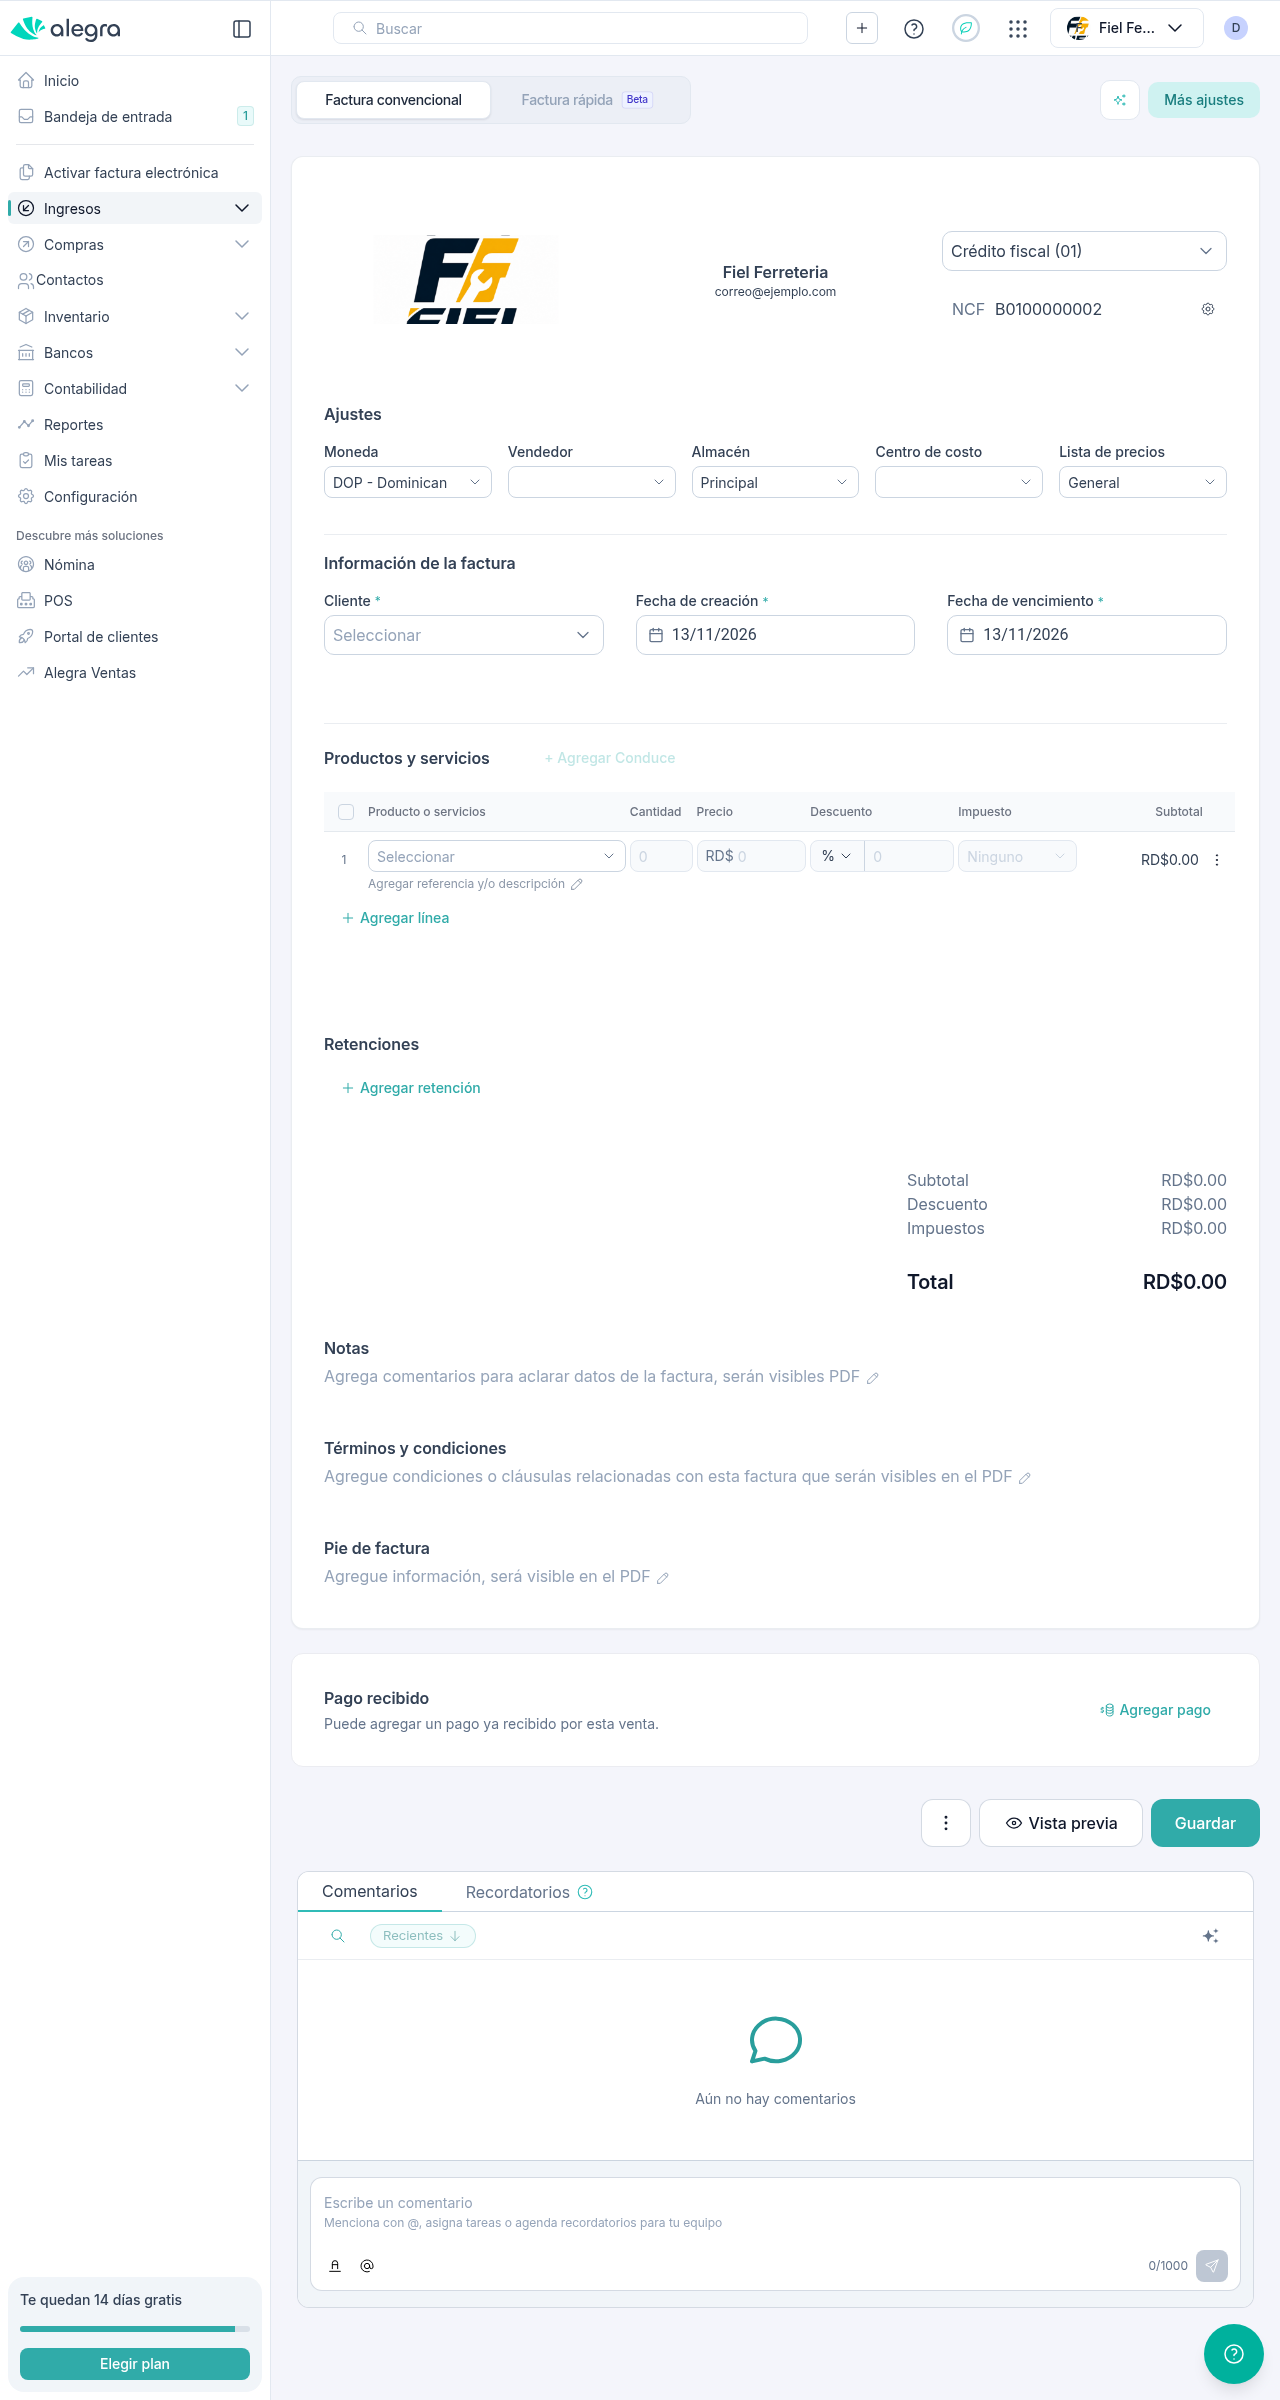 alegra
Buscar
Fiel Fe...
D
Inicio
Bandeja de entrada 1
Activar factura electrónica
Ingresos
Compras
Contactos
Inventario
Bancos
Contabilidad
Reportes
Mis tareas
Configuración
Descubre más soluciones
Nómina
POS
Portal de clientes
Alegra Ventas
Te quedan 14 días gratis
Elegir plan
Factura convencional
Factura rápida Beta
Más ajustes
FF
Fiel Ferreteria
correo@ejemplo.com
Crédito fiscal (01)
NCF B0100000002
Ajustes
Moneda Vendedor Almacén Centro de costo Lista de precios
DOP - Dominican Principal General
Información de la factura
Cliente * Fecha de creación * Fecha de vencimiento *
Seleccionar 13/11/2026 13/11/2026
Productos y servicios + Agregar Conduce
Producto o servicios Cantidad Precio Descuento Impuesto Subtotal
1 Seleccionar 0 RD$ 0 % 0 Ninguno RD$0.00
Agregar referencia y/o descripción
+ Agregar línea
Retenciones
+ Agregar retención
Subtotal RD$0.00
Descuento RD$0.00
Impuestos RD$0.00
Total RD$0.00
Notas
Agrega comentarios para aclarar datos de la factura, serán visibles PDF
Términos y condiciones
Agregue condiciones o cláusulas relacionadas con esta factura que serán visibles en el PDF
Pie de factura
Agregue información, será visible en el PDF
Pago recibido
Puede agregar un pago ya recibido por esta venta.
Agregar pago
Vista previa
Guardar
Comentarios Recordatorios
Recientes
Aún no hay comentarios
Escribe un comentario
Menciona con @, asigna tareas o agenda recordatorios para tu equipo
A @ 0/1000